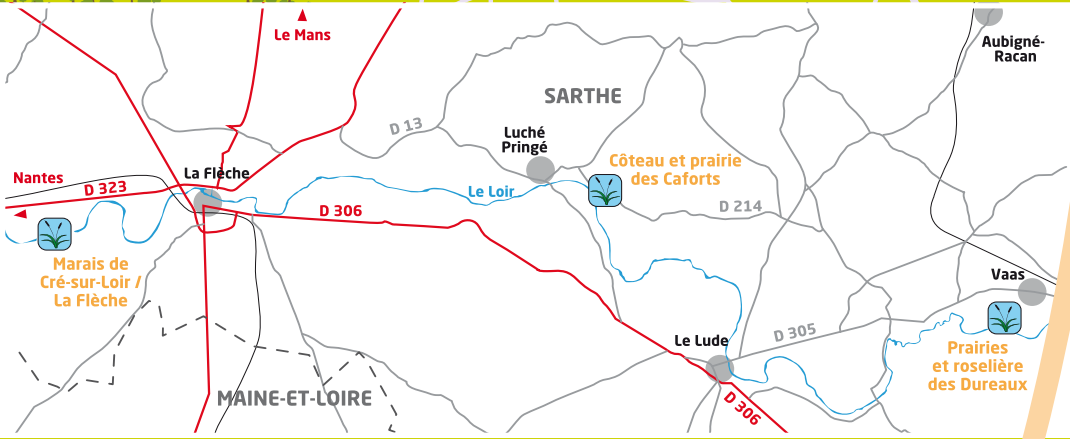 Le Mans
Aubigné-
Racan
SARTHE
D 13
Luché
Pringé
Côteau et prairie
des Caforts
La Flèche
Nantes
D 323
Le Loir
D 306
D 214
Marais de
Cré-sur-Loir /
La Flèche
Vaas
D 305
Le Lude
Prairies
et roselière
des Dureaux
MAINE-ET-LOIRE
D 306